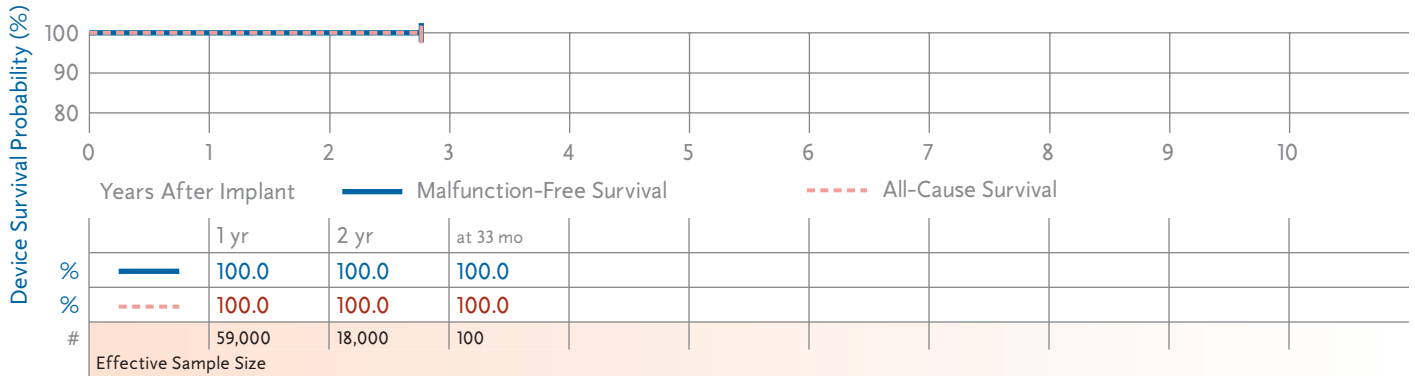 Device Survival Probability (%)
100
90
80
0 1 2 3 4 5 6 7 8 9 10
Years After Implant Malfunction-Free Survival All-Cause Survival
1 yr 2 yr at 33 mo
% 100.0 100.0 100.0
% 100.0 100.0 100.0
# 59,000 18,000 100
Effective Sample Size